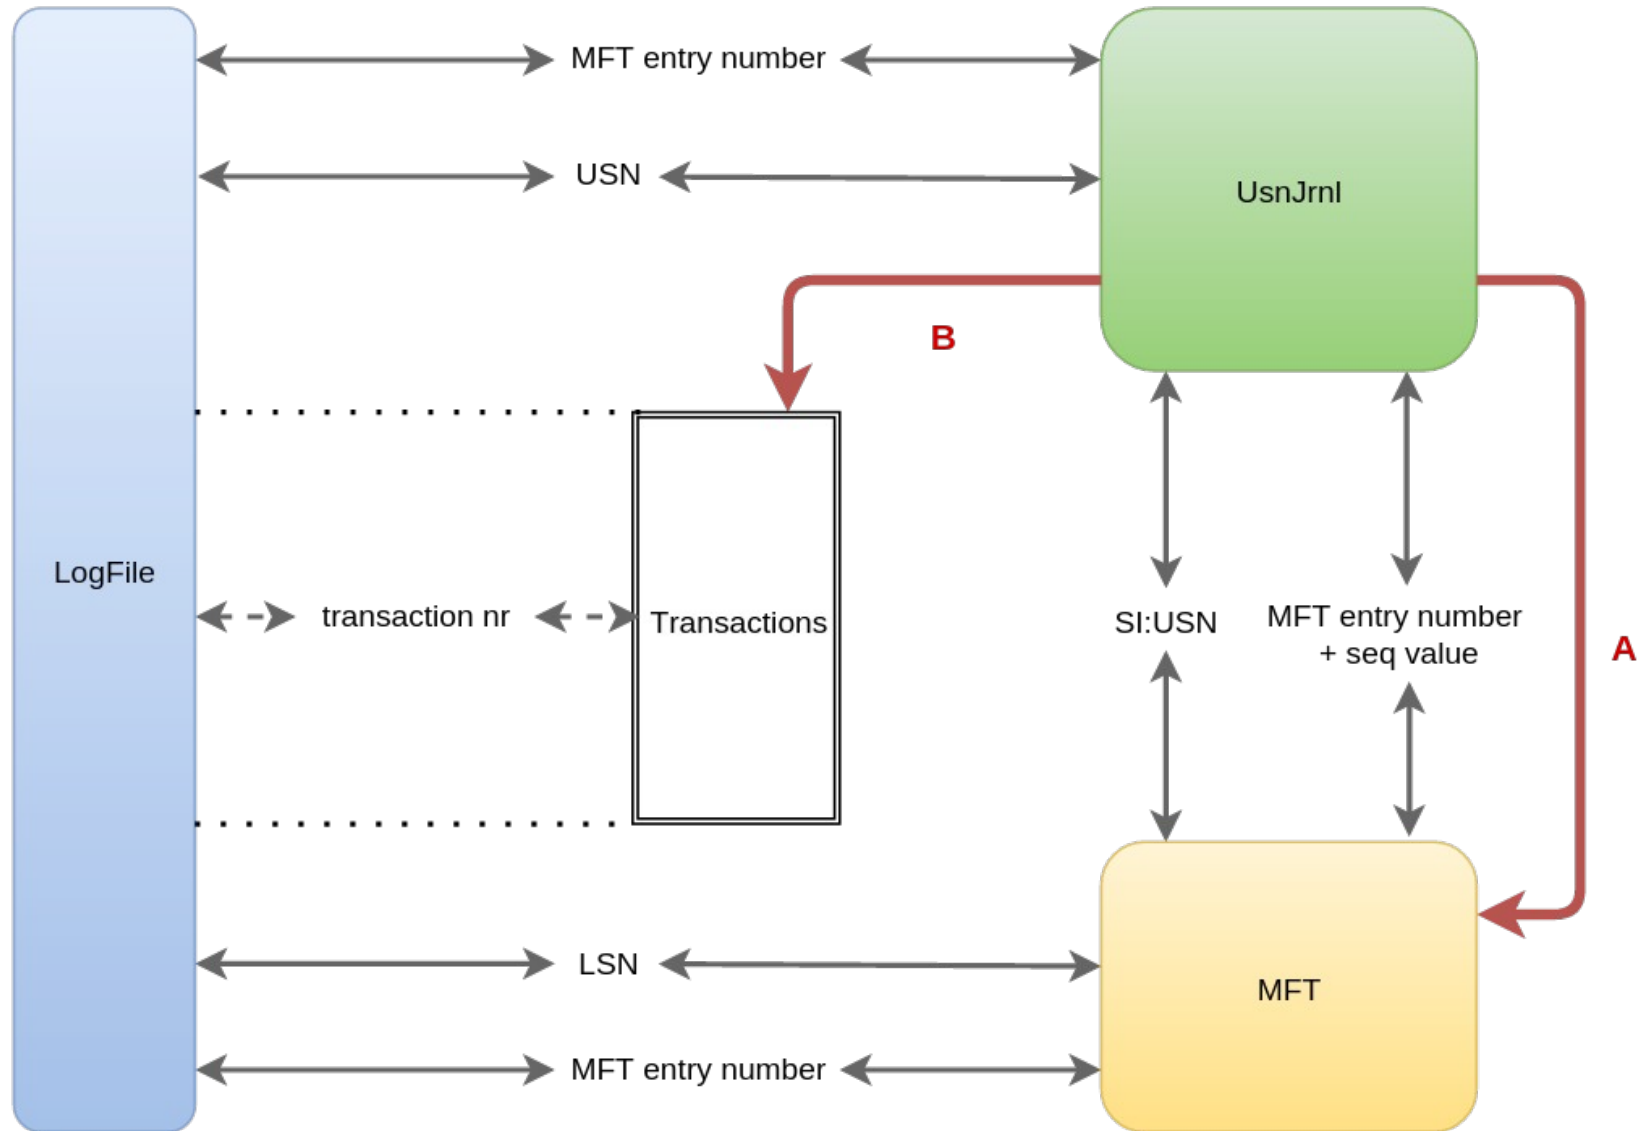 MFT entry number
USN
UsnJrnl
B
LogFile
transaction nr
Transactions
SI:USN
MFT entry number
+ seq value
A
LSN
MFT
MFT entry number